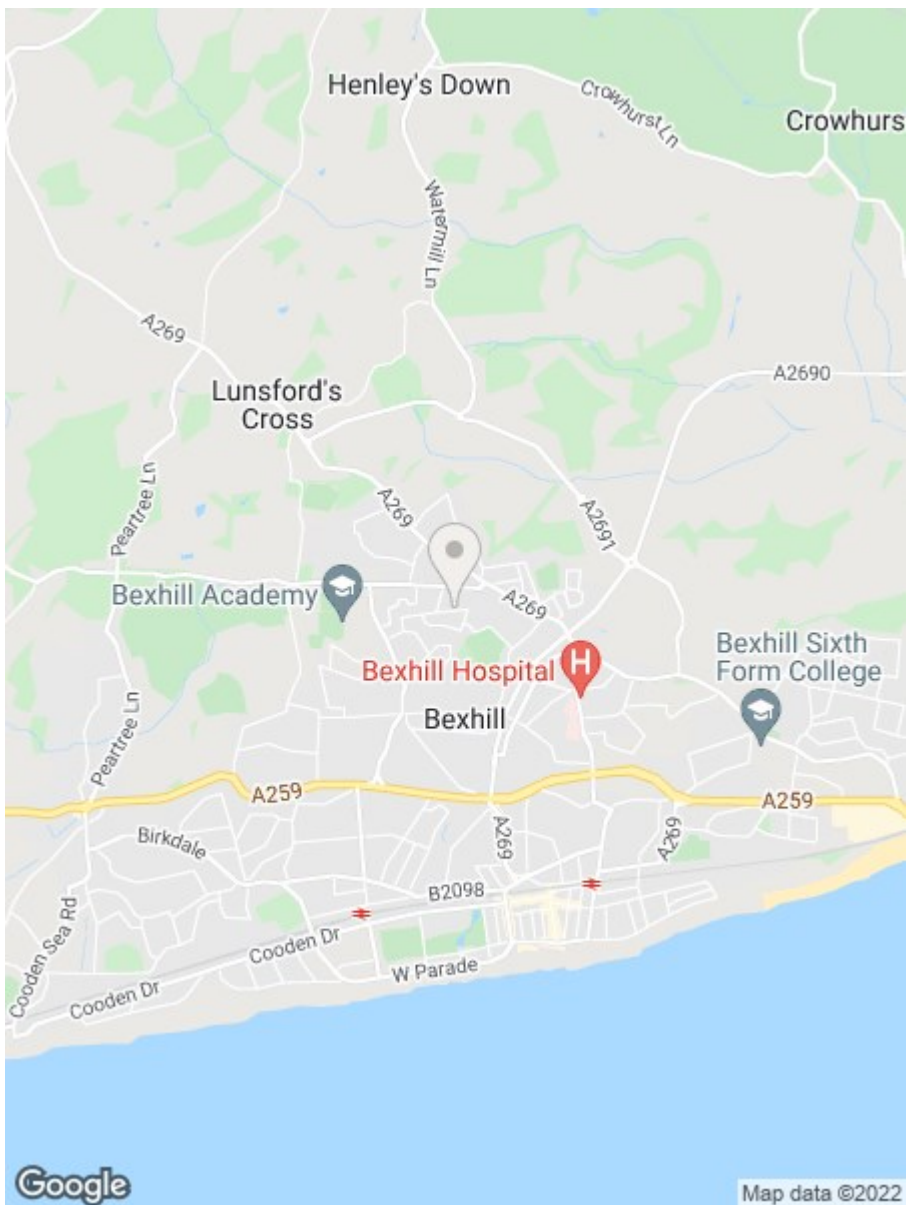 Henley's Down
Crowhurst Ln
Crowhurs
Watermill Ln
A269
A2690
Lunsford's
Cross
Peartree Ln
A269
A2691
Bexhill Academy
A269
Bexhill Sixth
Form College
Bexhill Hospital
H
Bexhill
Peartree Ln
A259
A259
Birkdale
A269
A269
B2098
Cooden Sea Rd
Cooden Dr
W Parade
Cooden Dr
Google
Map data ©2022